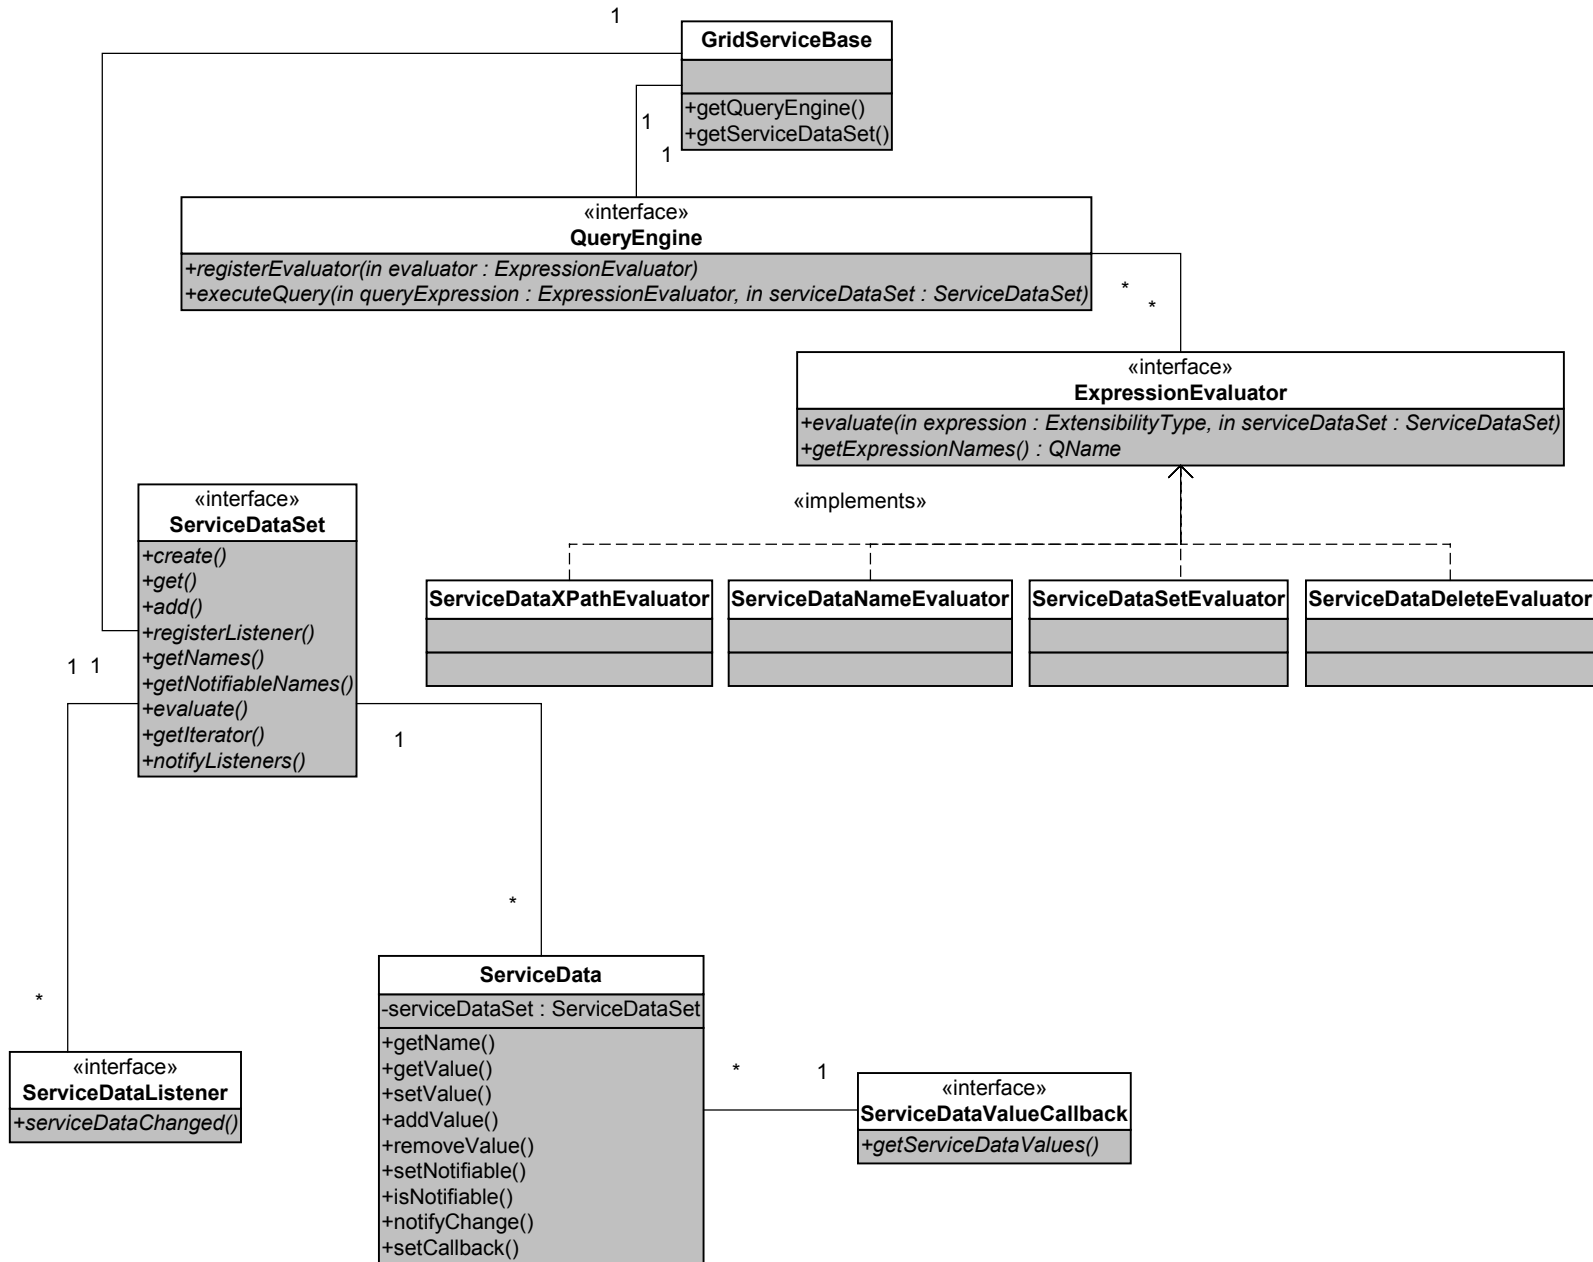 1
GridServiceBase
+getQueryEngine()
+getServiceDataSet()
1
1
«interface»
QueryEngine
+registerEvaluator(in evaluator : ExpressionEvaluator)
+executeQuery(in queryExpression : ExpressionEvaluator, in serviceDataSet : ServiceDataSet)
*
*
«interface»
ExpressionEvaluator
+evaluate(in expression : ExtensibilityType, in serviceDataSet : ServiceDataSet)
+getExpressionNames() : QName
«implements»
«interface»
ServiceDataSet
+create()
+get()
+add()
+registerListener()
+getNames()
+getNotifiableNames()
+evaluate()
+getIterator()
+notifyListeners()
ServiceDataXPathEvaluator
ServiceDataNameEvaluator
ServiceDataSetEvaluator
ServiceDataDeleteEvaluator
1 1
1
*
*
ServiceData
-serviceDataSet : ServiceDataSet
+getName()
+getValue()
+setValue()
+addValue()
+removeValue()
+setNotifiable()
+isNotifiable()
+notifyChange()
+setCallback()
«interface»
ServiceDataListener
+serviceDataChanged()
* 1
«interface»
ServiceDataValueCallback
+getServiceDataValues()